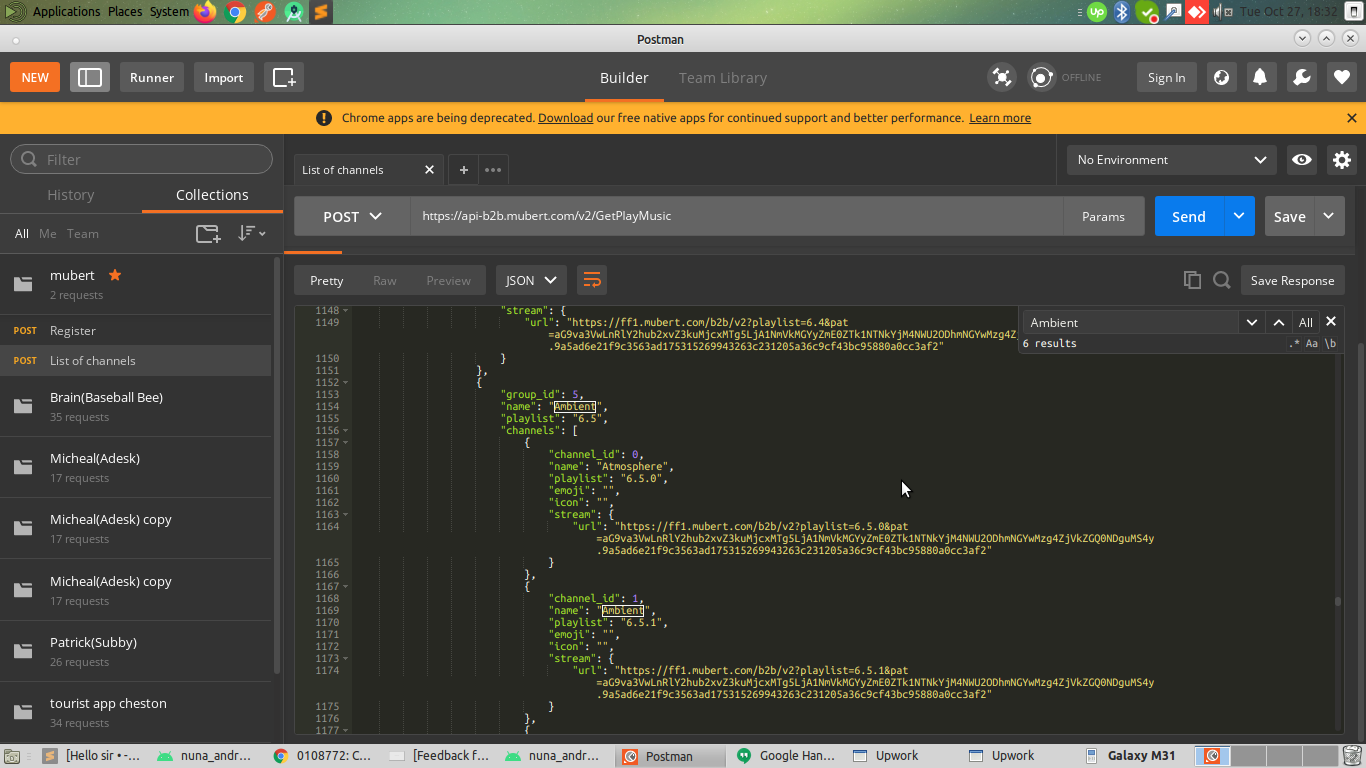 Applications Places System
Up
Tue Oct 27, 18:32
Postman
NEW
Runner
Import
Builder
Team Library
OFFLINE
Sign In
Chrome apps are being deprecated. Download our free native apps for continued support and better performance. Learn more
Filter
History
Collections
All Me Team
mubert
2 requests
POST Register
POST List of channels
Brain(Baseball Bee)
35 requests
Micheal(Adesk)
17 requests
Micheal(Adesk) copy
17 requests
Micheal(Adesk) copy
17 requests
Patrick(Subby)
26 requests
tourist app cheston
34 requests
List of channels
No Environment
POST
https://api-b2b.mubert.com/v2/GetPlayMusic
Params
Send
Save
Pretty
Raw
Preview
JSON
Save Response
Ambient
All
6 results
.* Aa \b
1148 "stream": {
1149 "url": "https://ff1.mubert.com/b2b/v2?playlist=6.4&pat
.9a5ad6e21f9c3563ad175315269943263c231205a36c9cf43bc95880a0cc3af2"
1150 }
1151 },
1152 {
1153 "group_id": 5,
1154 "name": "Ambient",
1155 "playlist": "6.5",
1156 "channels": [
1157 {
1158 "channel_id": 0,
1159 "name": "Atmosphere",
1160 "playlist": "6.5.0",
1161 "emoji": "",
1162 "icon": "",
1163 "stream": {
1164 "url": "https://ff1.mubert.com/b2b/v2?playlist=6.5.0&pat
.9a5ad6e21f9c3563ad175315269943263c231205a36c9cf43bc95880a0cc3af2"
1165 }
1166 },
1167 {
1168 "channel_id": 1,
1169 "name": "Ambient",
1170 "playlist": "6.5.1",
1171 "emoji": "",
1172 "icon": "",
1173 "stream": {
1174 "url": "https://ff1.mubert.com/b2b/v2?playlist=6.5.1&pat
.9a5ad6e21f9c3563ad175315269943263c231205a36c9cf43bc95880a0cc3af2"
1175 }
1176 },
1177 {
[Hello sir • -...
nuna_andr...
0108772: C...
[Feedback f...
nuna_andr...
Postman
Google Han...
Upwork
Upwork
Galaxy M31